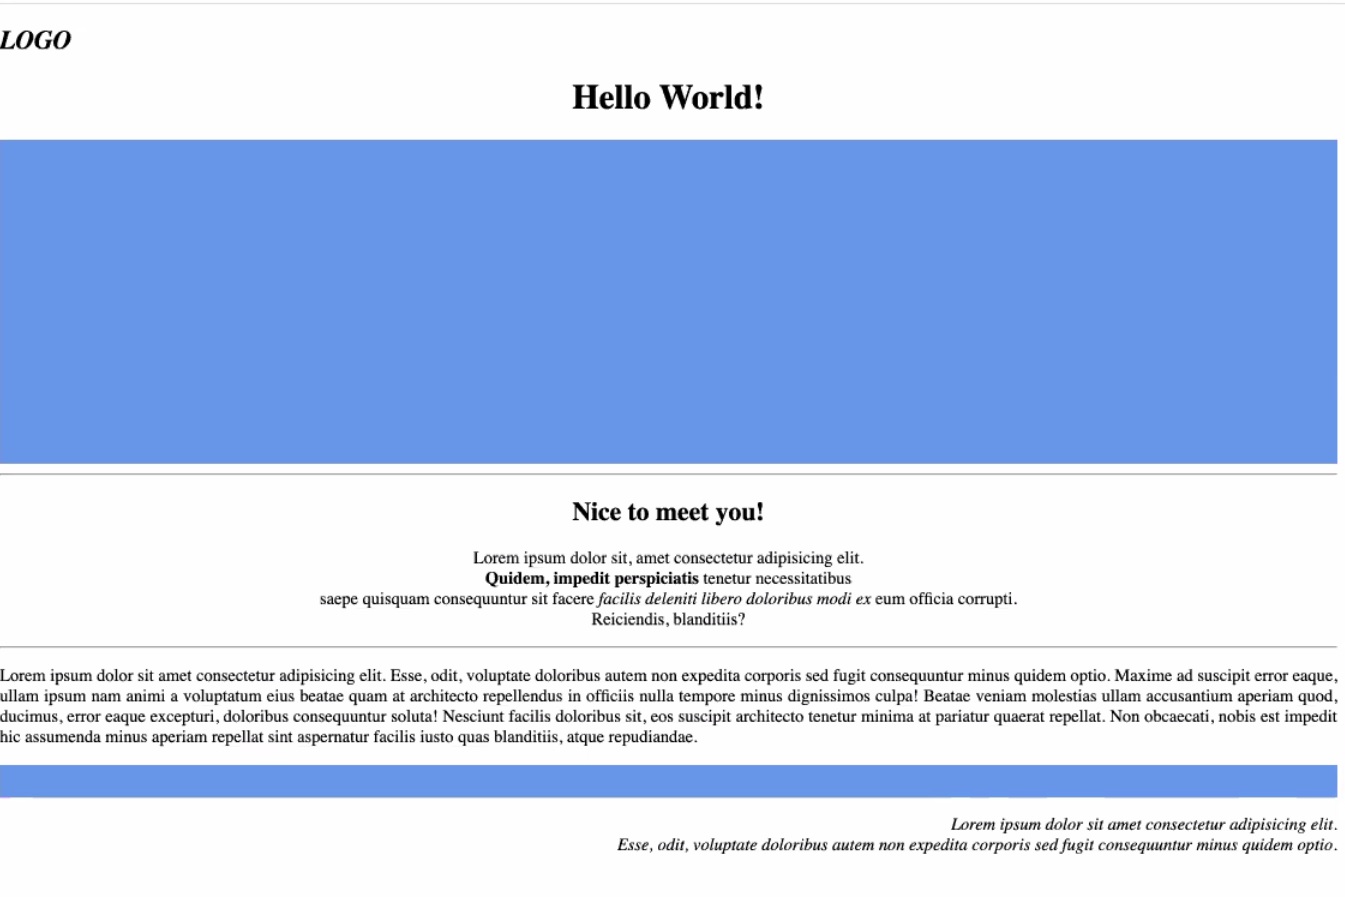 LOGO
Hello World!
Nice to meet you!
Lorem ipsum dolor sit, amet consectetur adipisicing elit.
Quidem, impedit perspiciatis tenetur necessitatibus
saepe quisquam consequuntur sit facere facilis deleniti libero doloribus modi ex eum officia corrupti.
Reiciendis, blanditiis?
Lorem ipsum dolor sit amet consectetur adipisicing elit. Esse, odit, voluptate doloribus autem non expedita corporis sed fugit consequuntur minus quidem optio. Maxime ad suscipit error eaque,
ullam ipsum nam animi a voluptatum eius beatae quam at architecto repellendus in officiis nulla tempore minus dignissimos culpa! Beatae veniam molestias ullam accusantium aperiam quod,
ducimus, error eaque excepturi, doloribus consequuntur soluta! Nesciunt facilis doloribus sit, eos suscipit architecto tenetur minima at pariatur quaerat repellat. Non obcaecati, nobis est impedit
hic assumenda minus aperiam repellat sint aspernatur facilis iusto quas blanditiis, atque repudiandae.
Lorem ipsum dolor sit amet consectetur adipisicing elit.
Esse, odit, voluptate doloribus autem non expedita corporis sed fugit consequuntur minus quidem optio.